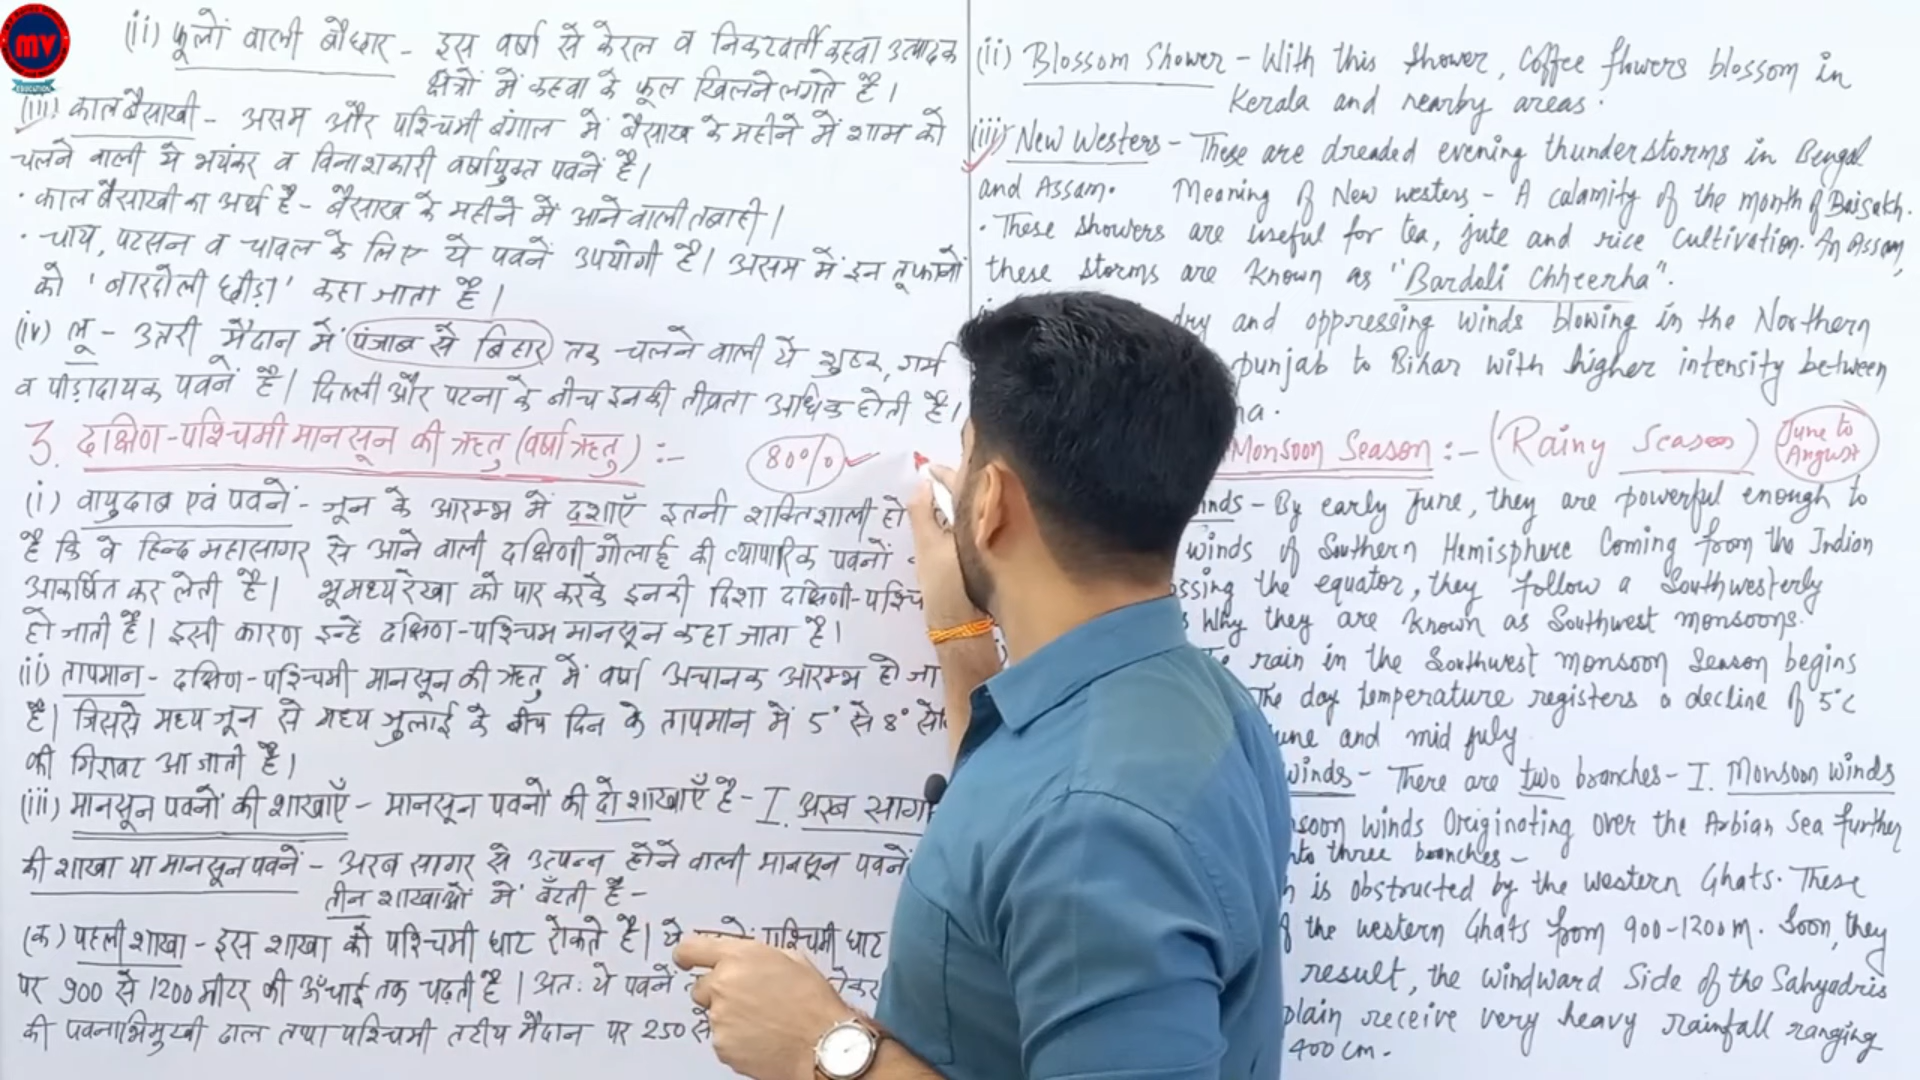 mv
EDUCATION
(ii) फूलों वाली बौछार - इस वर्षा से केरल व निकटवर्ती कहवा उत्पादक
क्षेत्रों में कहवा के फूल खिलने लगते है।
(iii) काल बैसाखी - असम और पश्चिमी बंगाल में बैसाख के महीने में शाम को
चलने वाली ये भयंकर व विनाशकारी वर्षायुक्त पवनें है।
· काल बैसाखी का अर्थ है - बैसाख के महीने में आने वाली तबाही।
· चाय, पटसन व चावल के लिए ये पवनें उपयोगी है। असम में इन तूफानों
को 'बारदोली छीड़ा' कहा जाता है।
(iv) लू - उत्तरी मैदान में पंजाब से बिहार तक चलने वाली ये शुष्क, गर्म
व पीड़ादायक पवनें है। दिल्ली और पटना के बीच इनकी तीव्रता अधिक होती है।
3. दक्षिण-पश्चिमी मानसून की ऋतु (वर्षा ऋतु) :- 80%
(i) वायुदाब एवं पवनें - जून के आरम्भ में दशाएँ इतनी शक्तिशाली हो
है कि वे हिन्द महासागर से आने वाली दक्षिणी गोलार्द्ध की व्यापारिक पवनों
आकर्षित कर लेती है। भूमध्य रेखा को पार करके इनकी दिशा दक्षिणी-पश्चि
हो जाती है। इसी कारण इन्हें दक्षिण-पश्चिम मानसून कहा जाता है।
(ii) तापमान - दक्षिण-पश्चिमी मानसून की ऋतु में वर्षा अचानक आरम्भ हो जा
है। जिससे मध्य जून से मध्य जुलाई के बीच दिन के तापमान में 5° से 8° से
की गिरावट आ जाती है।
(iii) मानसून पवनों की शाखाएँ - मानसून पवनों की दो शाखाएँ है - I. अरब साग
की शाखा या मानसून पवनें - अरब सागर से उत्पन्न होने वाली मानसून पवनें
तीन शाखाओं में बँटती है -
(क) पहली शाखा - इस शाखा को पश्चिमी घाट रोकते है। ये पश्चिमी घाट
पर 900 से 1200 मीटर की ऊँचाई तक चढ़ती है। अतः ये पवनें
की पवनाभिमुखी ढाल तथा पश्चिमी तटीय मैदान पर 250 से
(ii) Blossom Shower - With this shower, Coffee flowers blossom in
Kerala and nearby areas.
(iii) New Westers - These are dreaded evening thunderstorms in Bengal
and Assam. Meaning of New westers - A calamity of the month of Baisakh.
· These showers are useful for tea, jute and rice cultivation. In Assam,
these storms are known as "Bardoli Chheerha".
dry and oppressing winds blowing in the Northern
punjab to Bihar with higher intensity between
na.
Monsoon Season :- (Rainy Season) June to August
inds - By early June, they are powerful enough to
winds of Southern Hemisphere Coming from the Indian
ssing the equator, they follow a Southwesterly
s Why they are known as Southwest monsoons.
rain in the Southwest monsoon Season begins
The day temperature registers a decline of 5°c
une and mid july
winds - There are two branches - I. Monsoon winds
soon winds Originating over the Arbian Sea further
nto three branches -
h is obstructed by the western Ghats. These
f the western Ghats from 900-1200 m. Soon, they
result, the windward Side of the Sahyadris
plain receive very heavy rainfall ranging
400 cm.